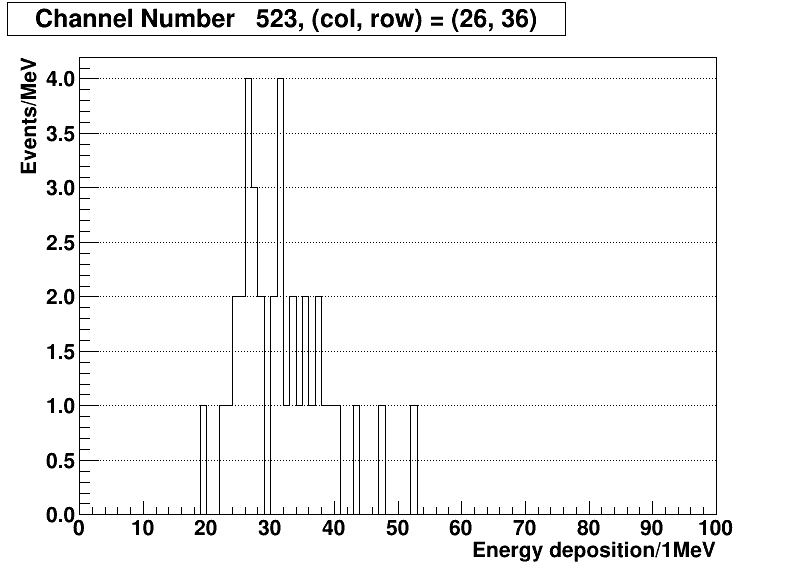 Channel Number   523, (col, row) = (26, 36)
Events/MeV
4.0
3.5
3.0
2.5
2.0
1.5
1.0
0.5
0.0
0 10 20 30 40 50 60 70 80 90 100
Energy deposition/1MeV